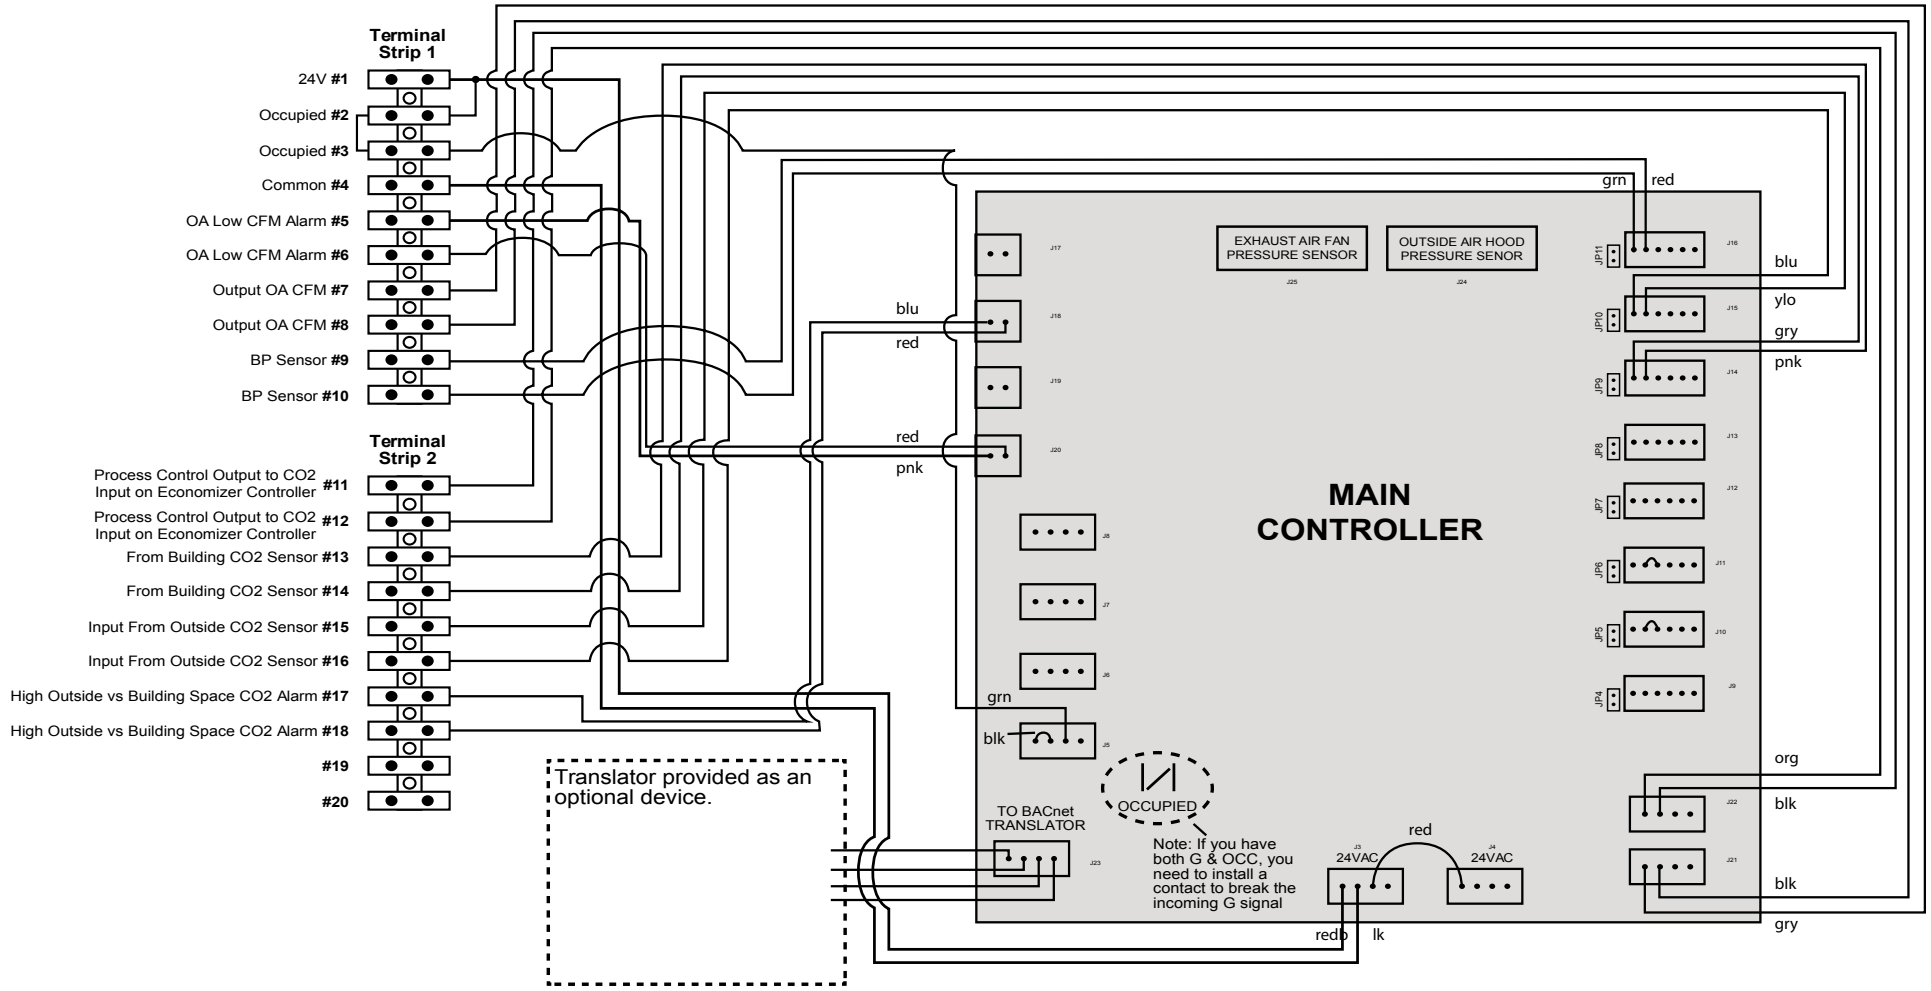 Terminal
Strip 1
24V #1
Occupied #2
Occupied #3
Common #4
OA Low CFM Alarm #5
OA Low CFM Alarm #6
Output OA CFM #7
Output OA CFM #8
BP Sensor #9
BP Sensor #10
Terminal
Strip 2
Process Control Output to CO2
Input on Economizer Controller #11
Process Control Output to CO2
Input on Economizer Controller #12
From Building CO2 Sensor #13
From Building CO2 Sensor #14
Input From Outside CO2 Sensor #15
Input From Outside CO2 Sensor #16
High Outside vs Building Space CO2 Alarm #17
High Outside vs Building Space CO2 Alarm #18
#19
#20
Translator provided as an
optional device.
blu
red
red
pnk
grn
blk
J17
J18
J19
J20
J8
J7
J6
J5
TO BACnet
TRANSLATOR
J23
EXHAUST AIR FAN
PRESSURE SENSOR
J25
OUTSIDE AIR HOOD
PRESSURE SENOR
J24
MAIN
CONTROLLER
OCCUPIED
Note: If you have
both G & OCC, you
need to install a
contact to break the
incoming G signal
red
J3
24VAC
J4
24VAC
redb
lk
grn
red
JP11
J16
blu
JP10
J15
ylo
gry
JP9
J14
pnk
JP8
J13
JP7
J12
JP6
J11
JP5
J10
JP4
J9
org
J22
blk
J21
blk
gry